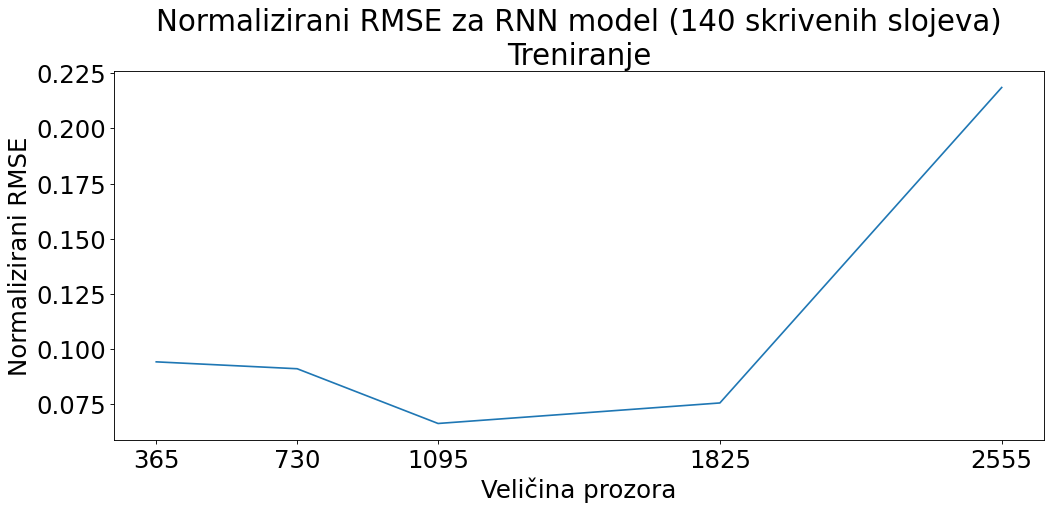 Normalizirani RMSE za RNN model (140 skrivenih slojeva)
Treniranje
Normalizirani RMSE
0.225
0.200
0.175
0.150
0.125
0.100
0.075
365 730 1095 1825 2555
Veličina prozora